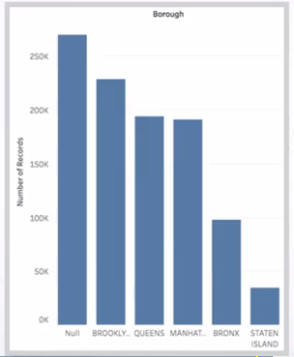 Borough
250K
200K
150K
100K
50K
0K
Number of Records
Null BROOKLY.. QUEENS MANHAT.. BRONX STATEN
ISLAND